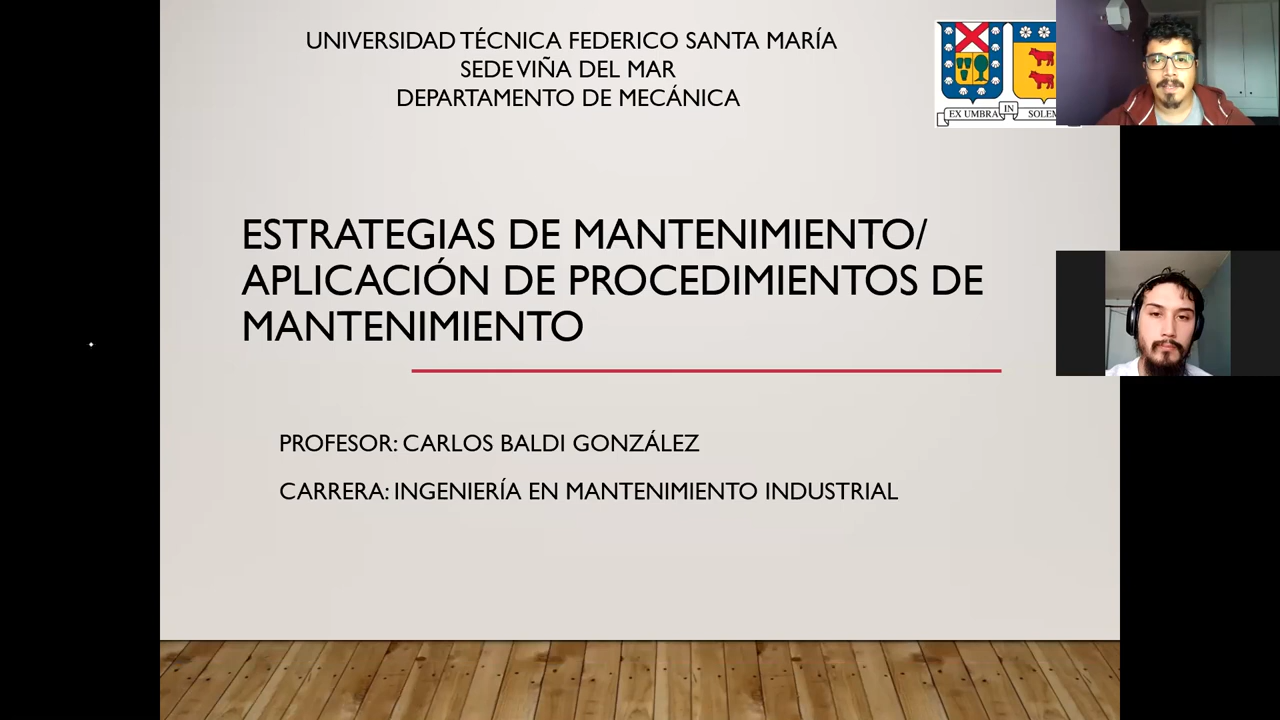 UNIVERSIDAD TÉCNICA FEDERICO SANTA MARÍA
SEDE VIÑA DEL MAR
DEPARTAMENTO DE MECÁNICA
EX UMBRA IN SOLEM
ESTRATEGIAS DE MANTENIMIENTO/
APLICACIÓN DE PROCEDIMIENTOS DE
MANTENIMIENTO
PROFESOR: CARLOS BALDI GONZÁLEZ
CARRERA: INGENIERÍA EN MANTENIMIENTO INDUSTRIAL